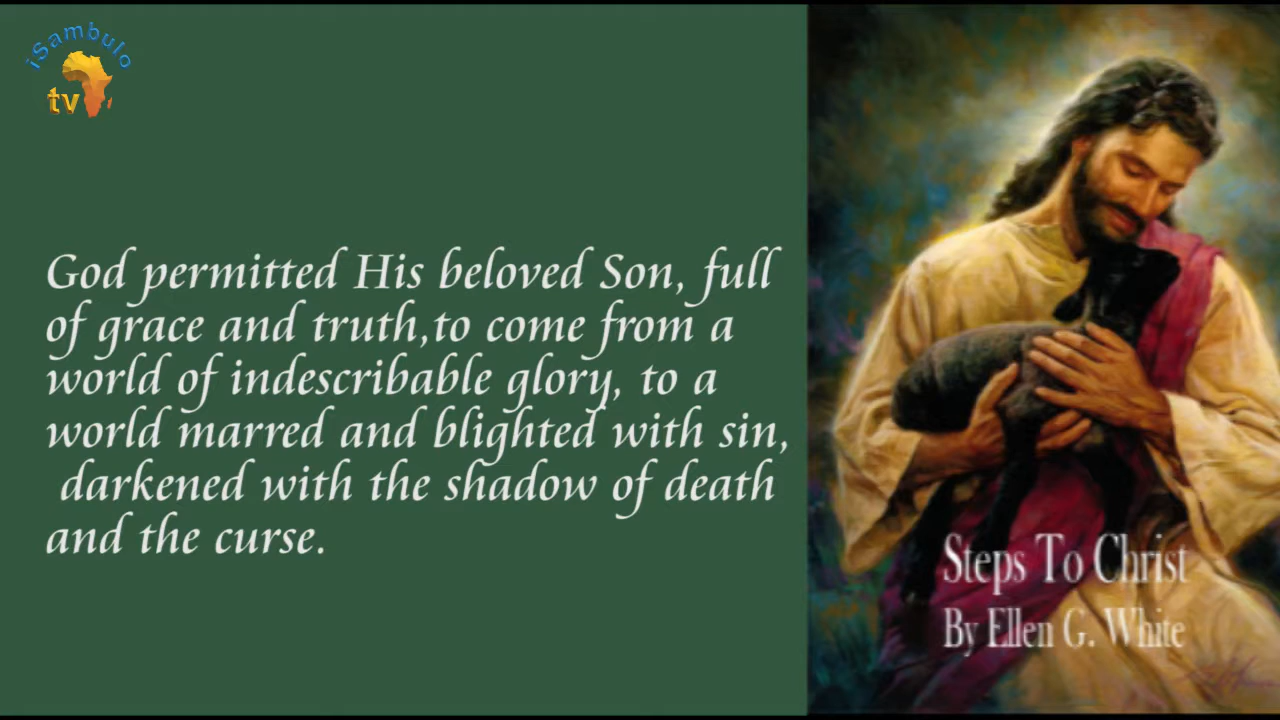 iSambulo
tv
God permitted His beloved Son, full
of grace and truth,to come from a
world of indescribable glory, to a
world marred and blighted with sin,
darkened with the shadow of death
and the curse.
Steps To Christ
By Ellen G. White